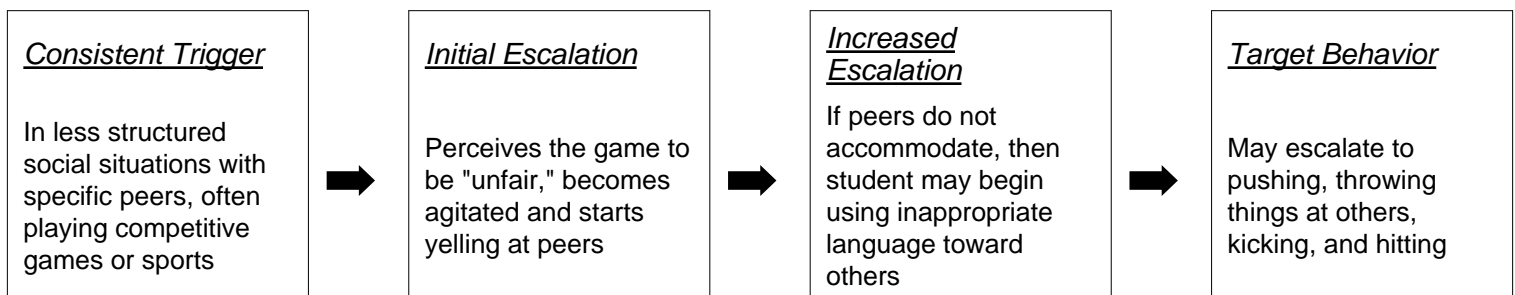 Consistent Trigger
In less structured
social situations with
specific peers, often
playing competitive
games or sports
Initial Escalation
Perceives the game to
be "unfair," becomes
agitated and starts
yelling at peers
Increased
Escalation
If peers do not
accommodate, then
student may begin
using inappropriate
language toward
others
Target Behavior
May escalate to
pushing, throwing
things at others,
kicking, and hitting